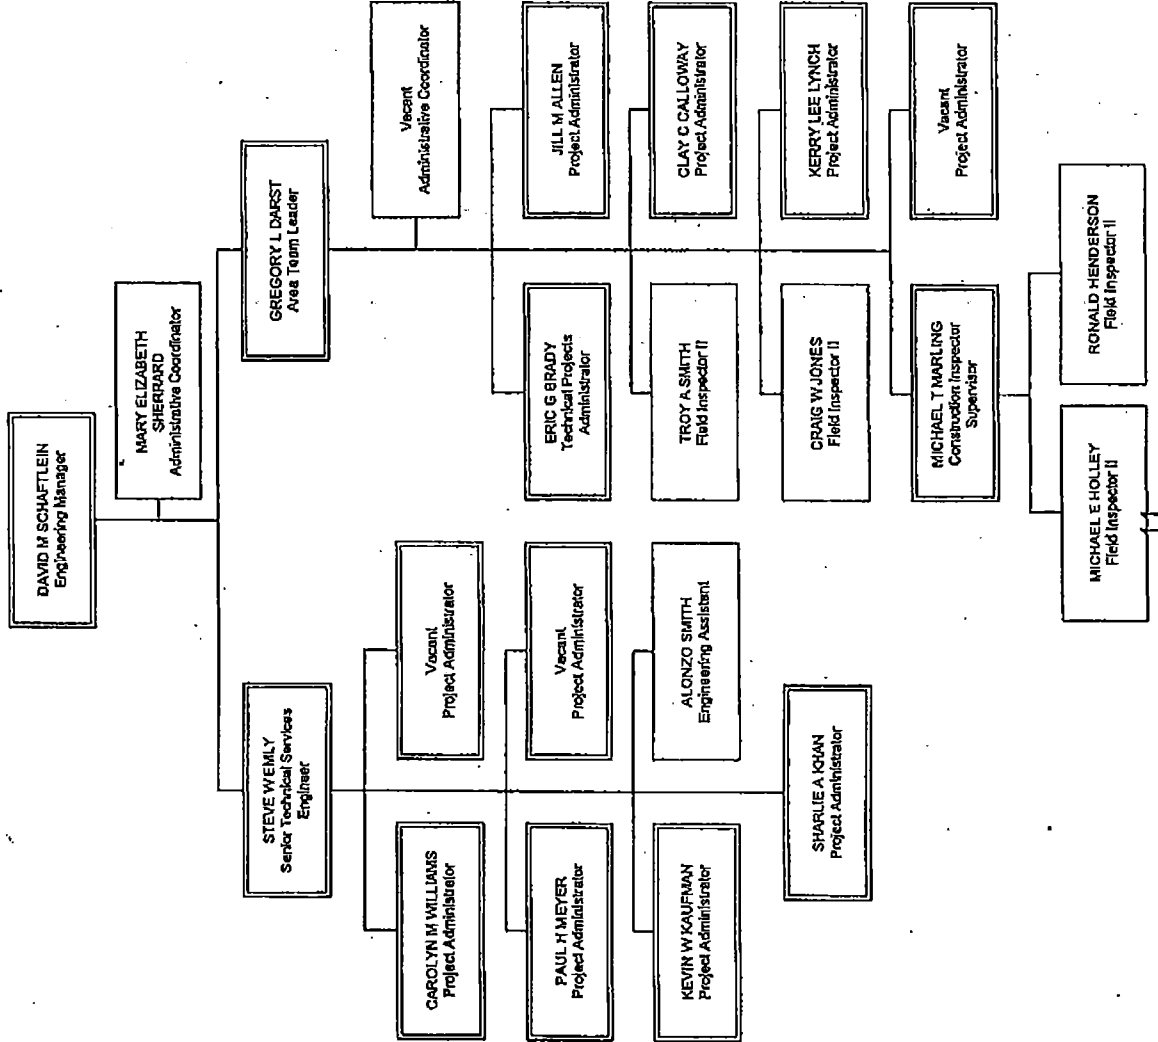 DAVID M SCHAFTLEIN
Engineering Manager
MARY ELIZABETH
SHERRARD
Administrative Coordinator
STEVE W EMLY
Senior Technical Services
Engineer
GREGORY L DARST
Area Team Leader
CAROLYN M WILLIAMS
Project Administrator
Vacant
Project Administrator
PAUL H MEYER
Project Administrator
Vacant
Project Administrator
KEVIN W KAUFMAN
Project Administrator
ALONZO SMITH
Engineering Assistant
SHARLIE A KHAN
Project Administrator
Vacant
Administrative Coordinator
ERIC G BRADY
Technical Projects
Administrator
JILL M ALLEN
Project Administrator
TROY A SMITH
Field Inspector II
CLAY C CALLOWAY
Project Administrator
CRAIG W JONES
Field Inspector II
KERRY LEE LYNCH
Project Administrator
MICHAEL T MARLING
Construction Inspector
Supervisor
Vacant
Project Administrator
MICHAEL E HOLLEY
Field Inspector II
RONALD HENDERSON
Field Inspector II